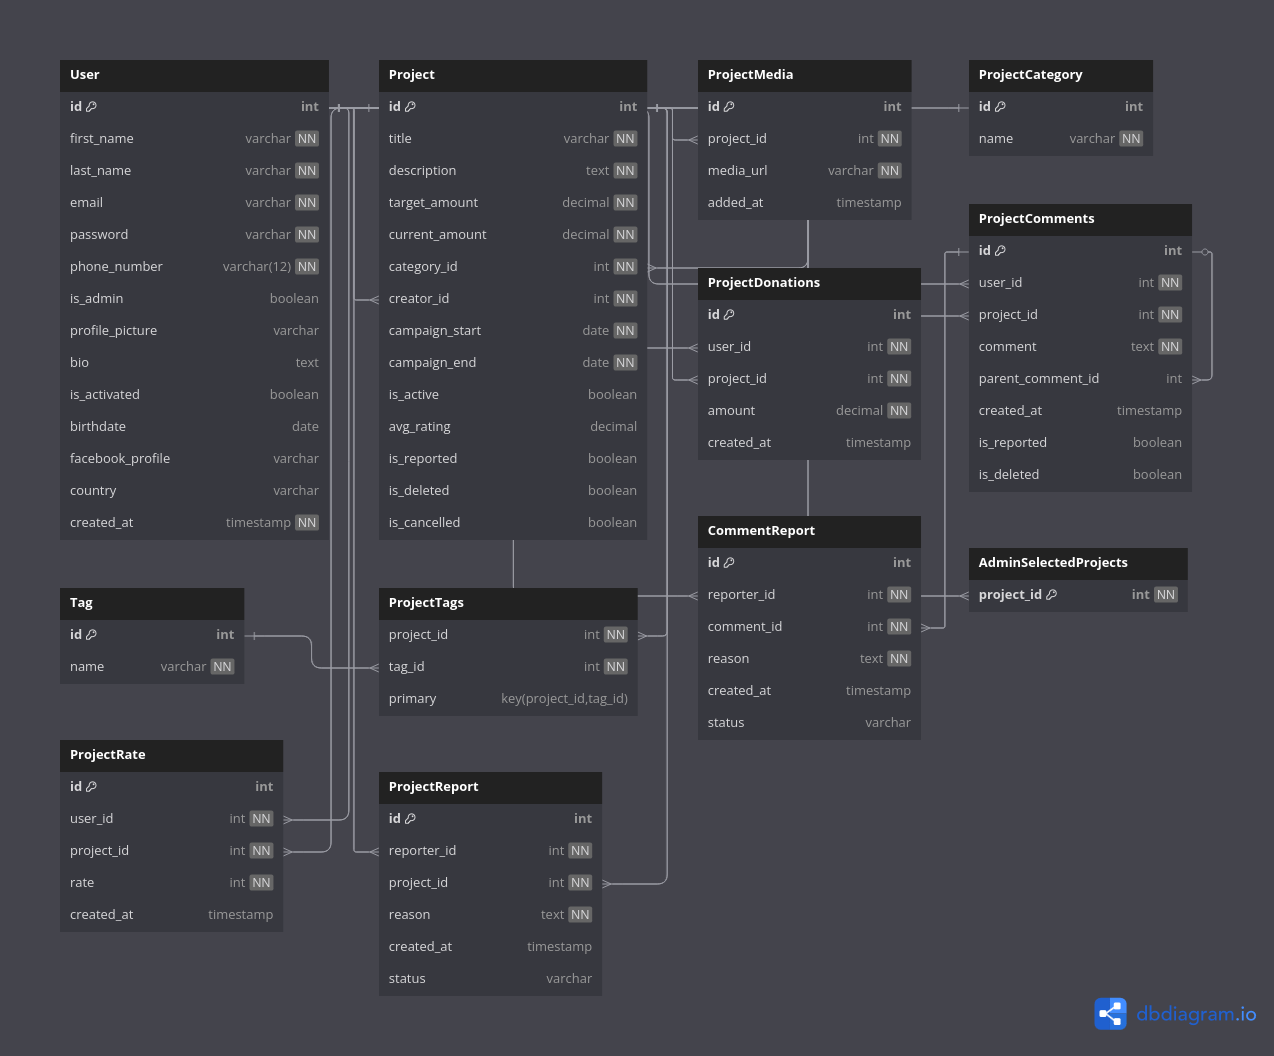 User
id int
first_name varchar NN
last_name varchar NN
email varchar NN
password varchar NN
phone_number varchar(12) NN
is_admin boolean
profile_picture varchar
bio text
is_activated boolean
birthdate date
facebook_profile varchar
country varchar
created_at timestamp NN
Project
id int
title varchar NN
description text NN
target_amount decimal NN
current_amount decimal NN
category_id int NN
creator_id int NN
campaign_start date NN
campaign_end date NN
is_active boolean
avg_rating decimal
is_reported boolean
is_deleted boolean
is_cancelled boolean
ProjectMedia
id int
project_id int NN
media_url varchar NN
added_at timestamp
ProjectCategory
id int
name varchar NN
ProjectComments
id int
user_id int NN
project_id int NN
comment text NN
parent_comment_id int
created_at timestamp
is_reported boolean
is_deleted boolean
ProjectDonations
id int
user_id int NN
project_id int NN
amount decimal NN
created_at timestamp
CommentReport
id int
reporter_id int NN
comment_id int NN
reason text NN
created_at timestamp
status varchar
AdminSelectedProjects
project_id int NN
Tag
id int
name varchar NN
ProjectTags
project_id int NN
tag_id int NN
primary key(project_id,tag_id)
ProjectRate
id int
user_id int NN
project_id int NN
rate int NN
created_at timestamp
ProjectReport
id int
reporter_id int NN
project_id int NN
reason text NN
created_at timestamp
status varchar
dbdiagram.io